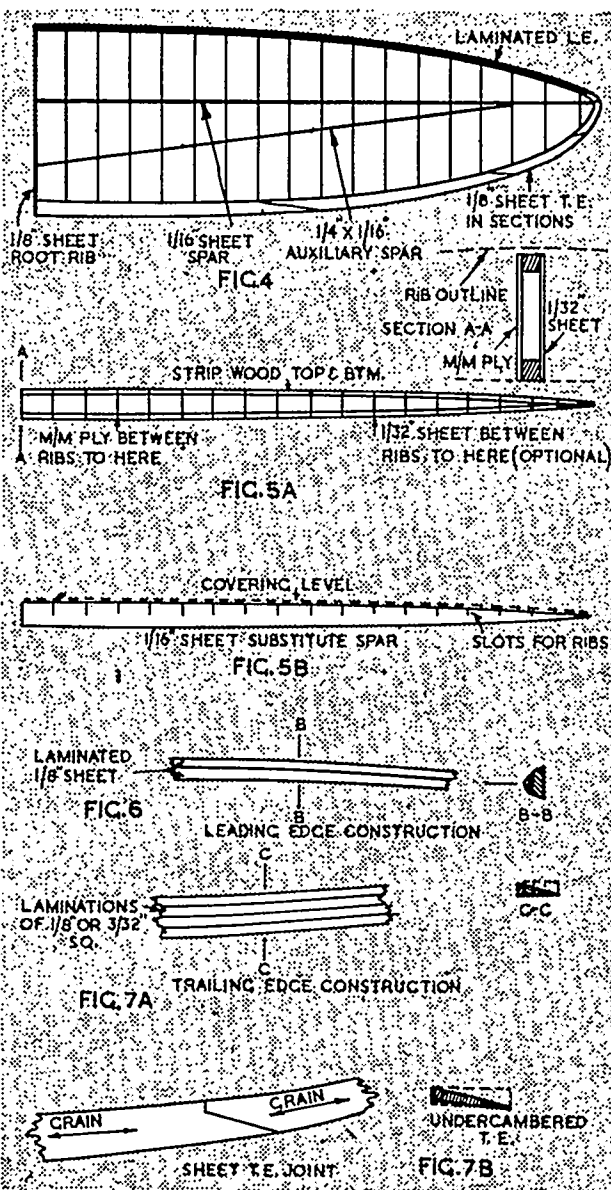 LAMINATED L.E.
1/8" SHEET
ROOT RIB
1/16" SHEET
SPAR
1/4" X 1/16"
AUXILIARY SPAR
1/8" SHEET T.E.
IN SECTIONS
FIG.4
RIB OUTLINE
SECTION A-A
1/32"
SHEET
M/M PLY
A
STRIP WOOD TOP & BTM.
A
M/M PLY BETWEEN
RIBS TO HERE
1/32" SHEET BETWEEN
RIBS TO HERE (OPTIONAL)
FIG.5A
COVERING LEVEL
1/16" SHEET SUBSTITUTE SPAR
SLOTS FOR RIBS
FIG.5B
B
LAMINATED
1/8" SHEET
FIG.6
B
B-B
LEADING EDGE CONSTRUCTION
C
LAMINATIONS
OF 1/8" OR 3/32"
SQ.
C-C
C
TRAILING EDGE CONSTRUCTION
FIG.7A
GRAIN
GRAIN
UNDERCAMBERED
T.E.
SHEET T.E. JOINT
FIG.7B